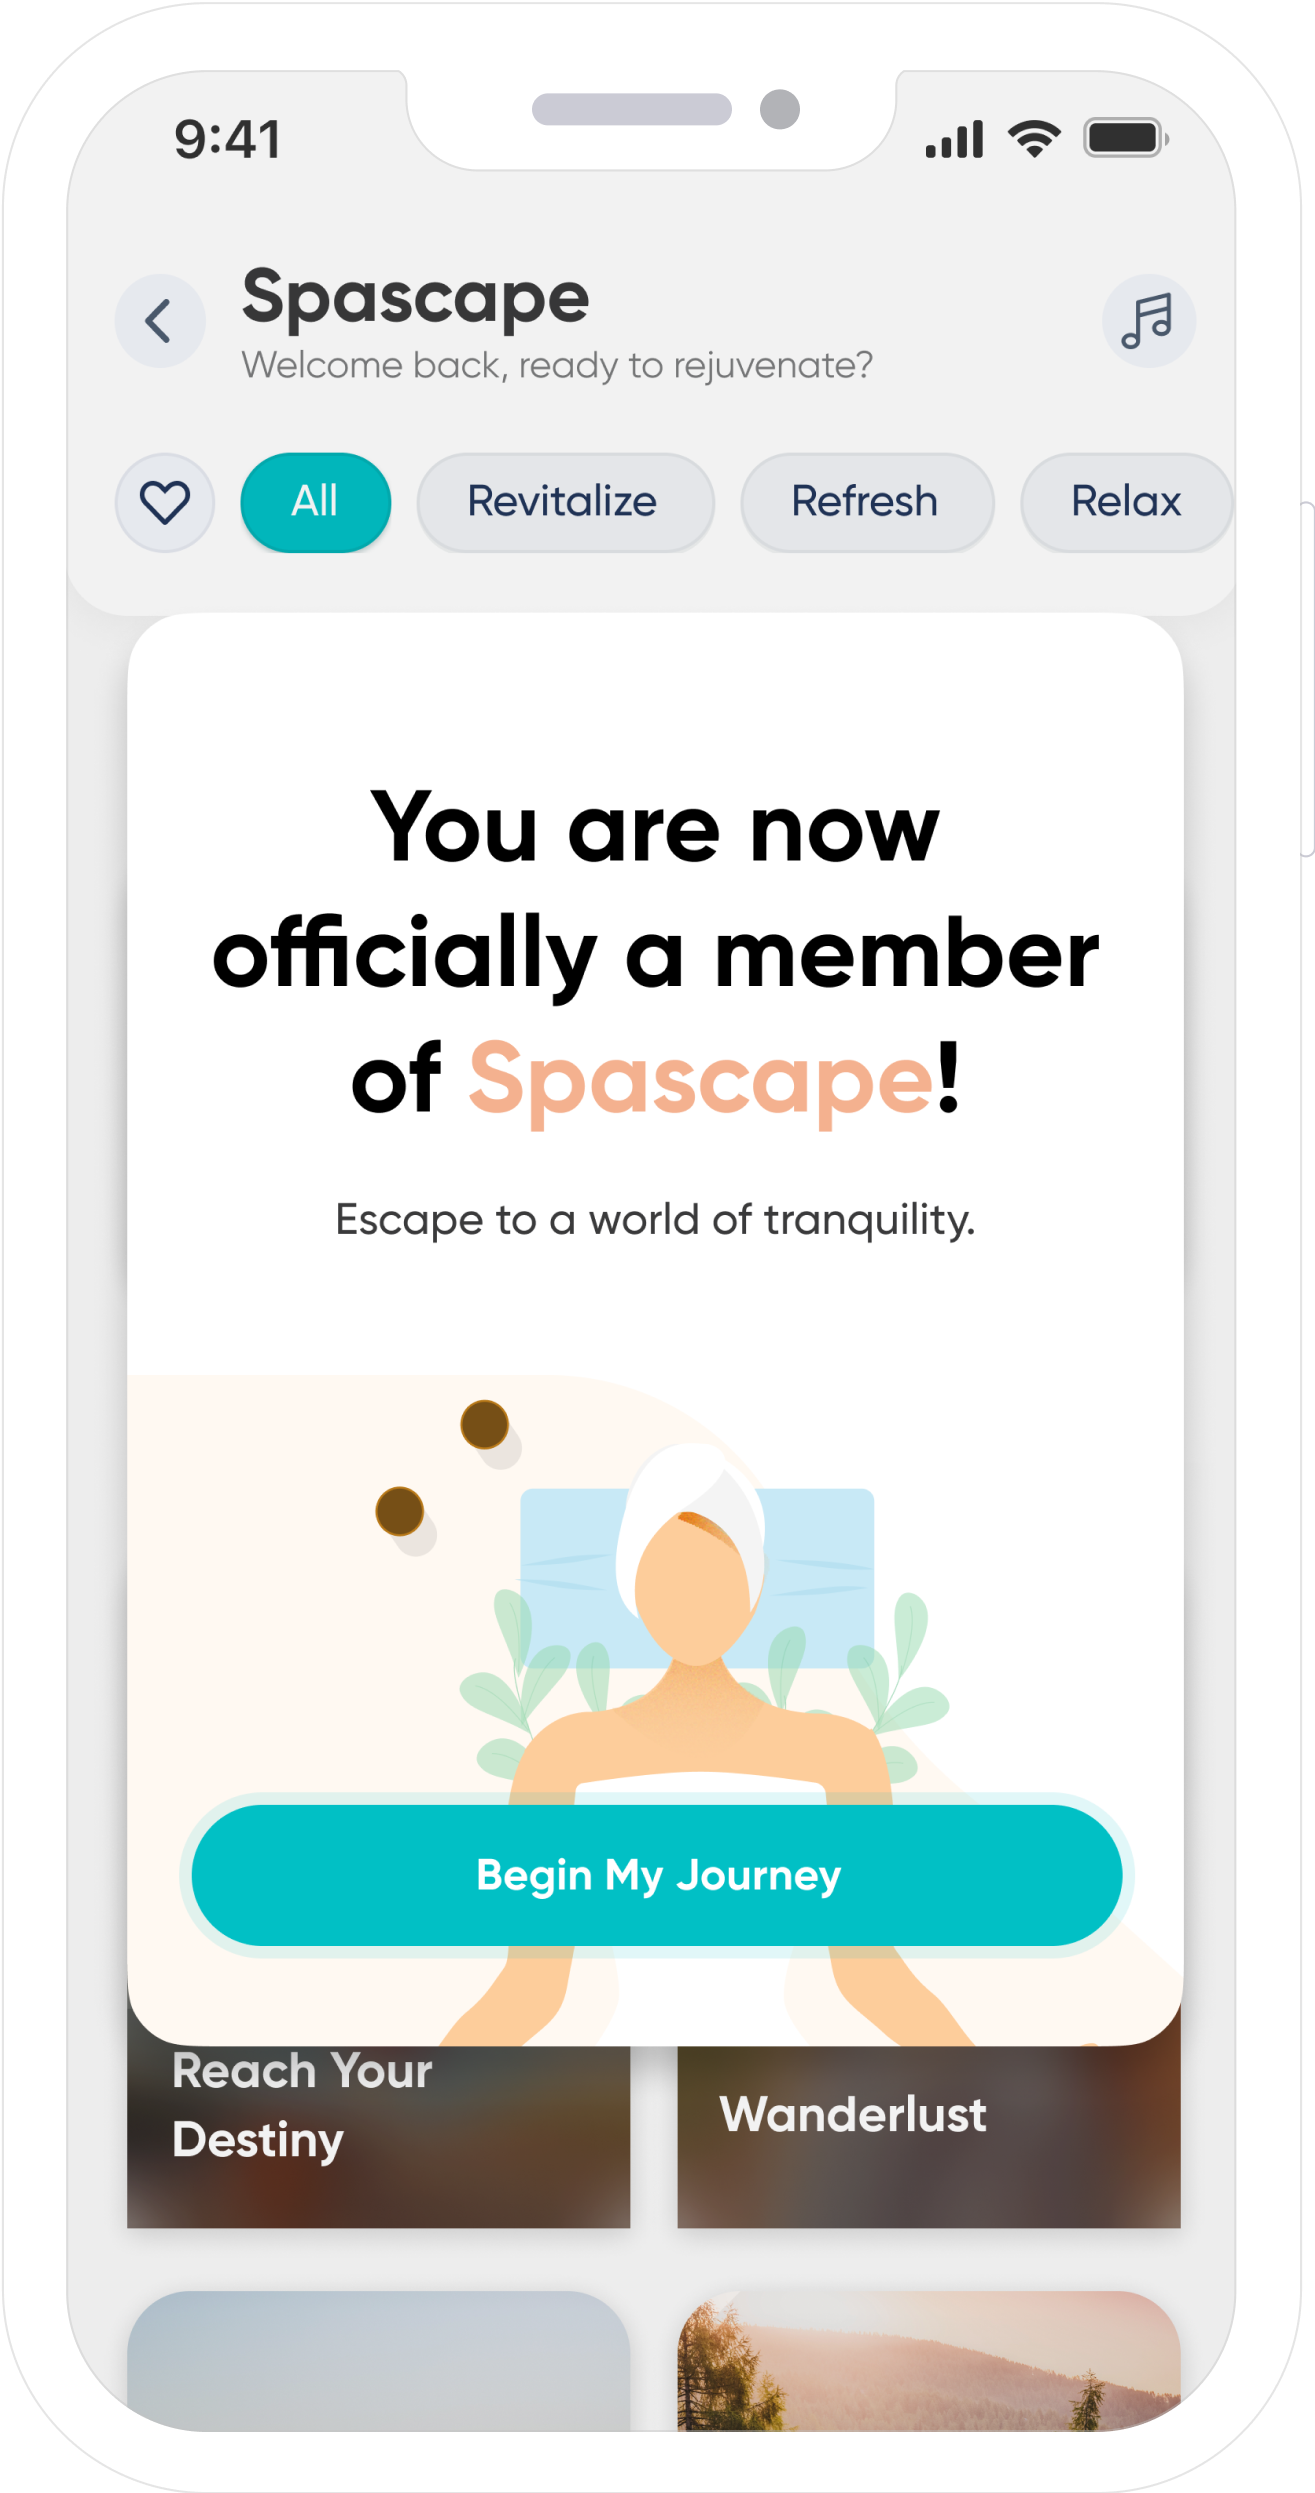 9:41
Spascape
Welcome back, ready to rejuvenate?
All
Revitalize
Refresh
Relax
You are now
officially a member
of Spascape!
Escape to a world of tranquility.
Begin My Journey
Reach Your
Destiny
Wanderlust